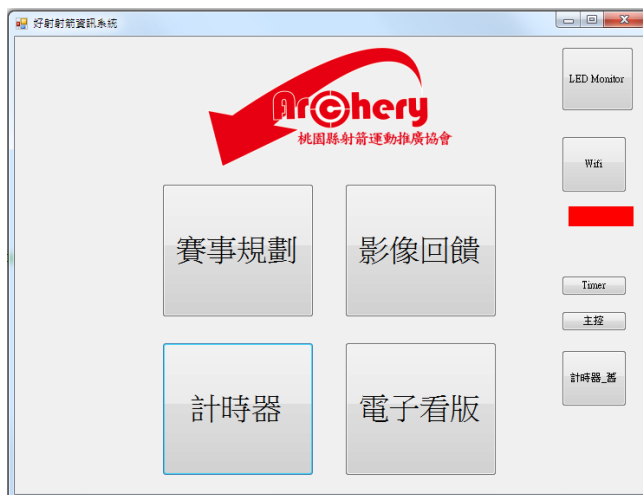 好射射箭資訊系統
LED Monitor
Archery
桃園縣射箭運動推廣協會
Wifi
賽事規劃
影像回饋
Timer
主控
計時器
電子看版
計時器_舊